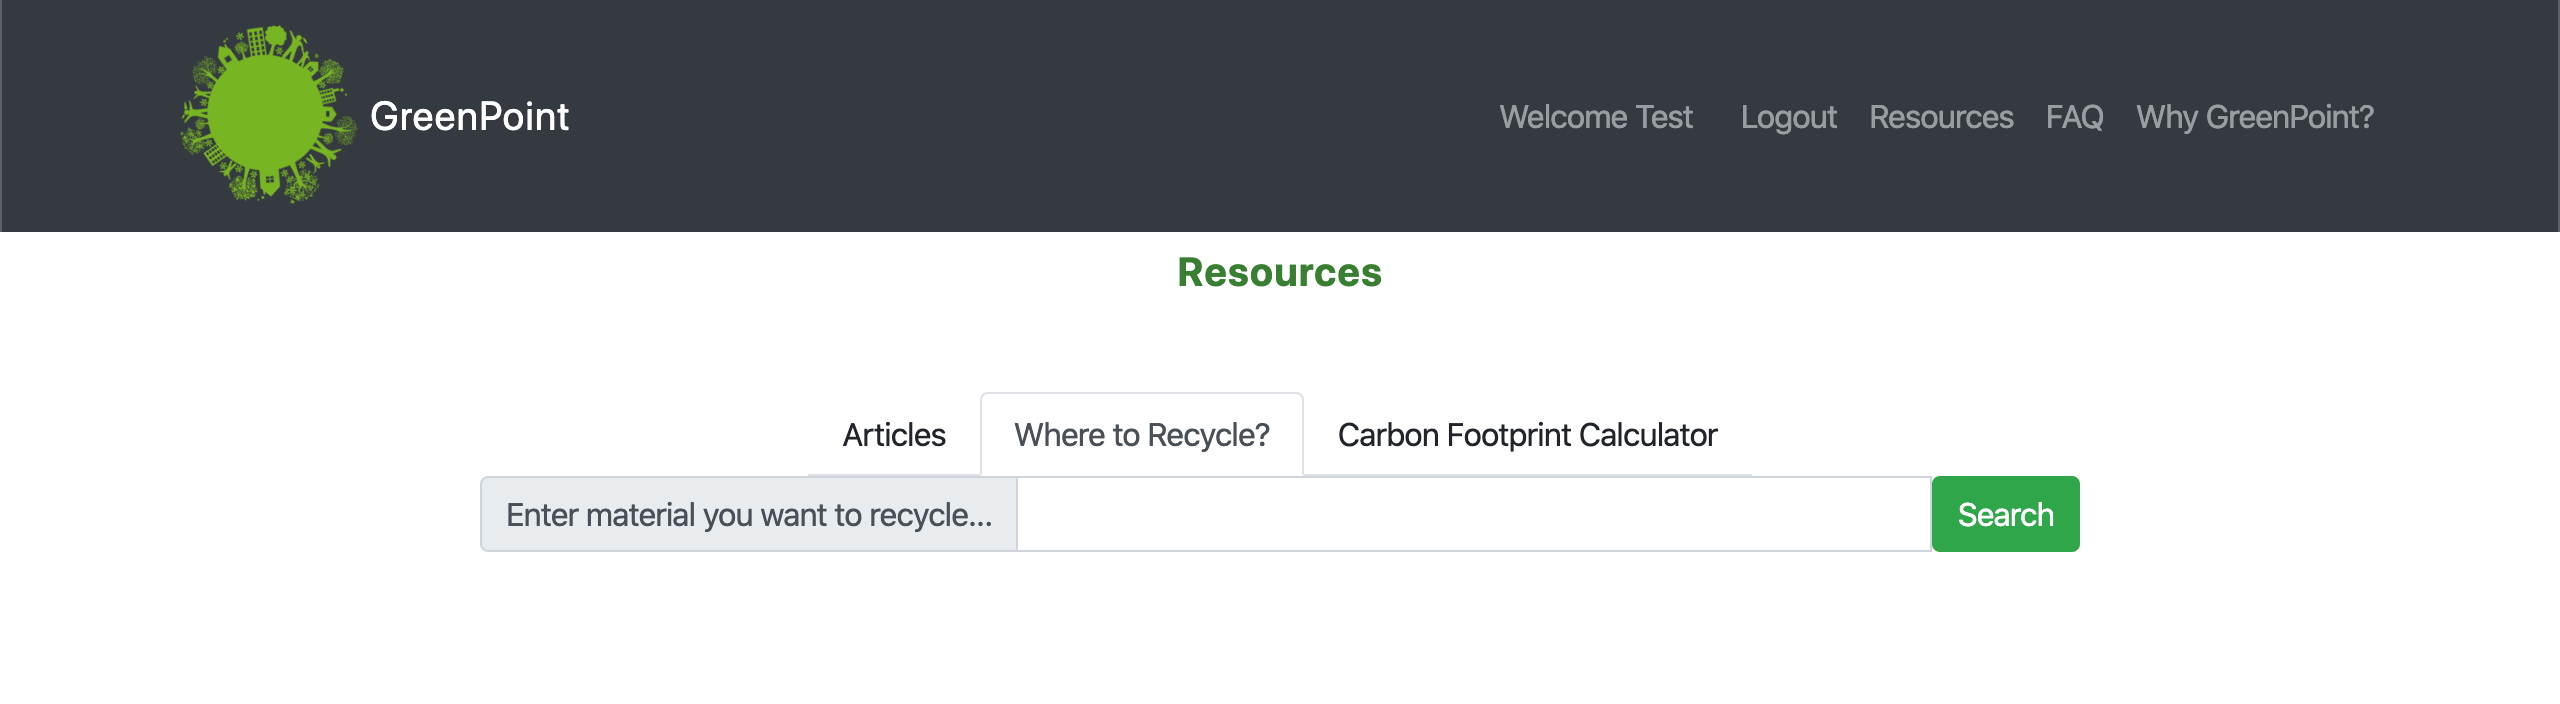 GreenPoint
Welcome Test Logout Resources FAQ Why GreenPoint?
Resources
Articles Where to Recycle? Carbon Footprint Calculator
Enter material you want to recycle... Search